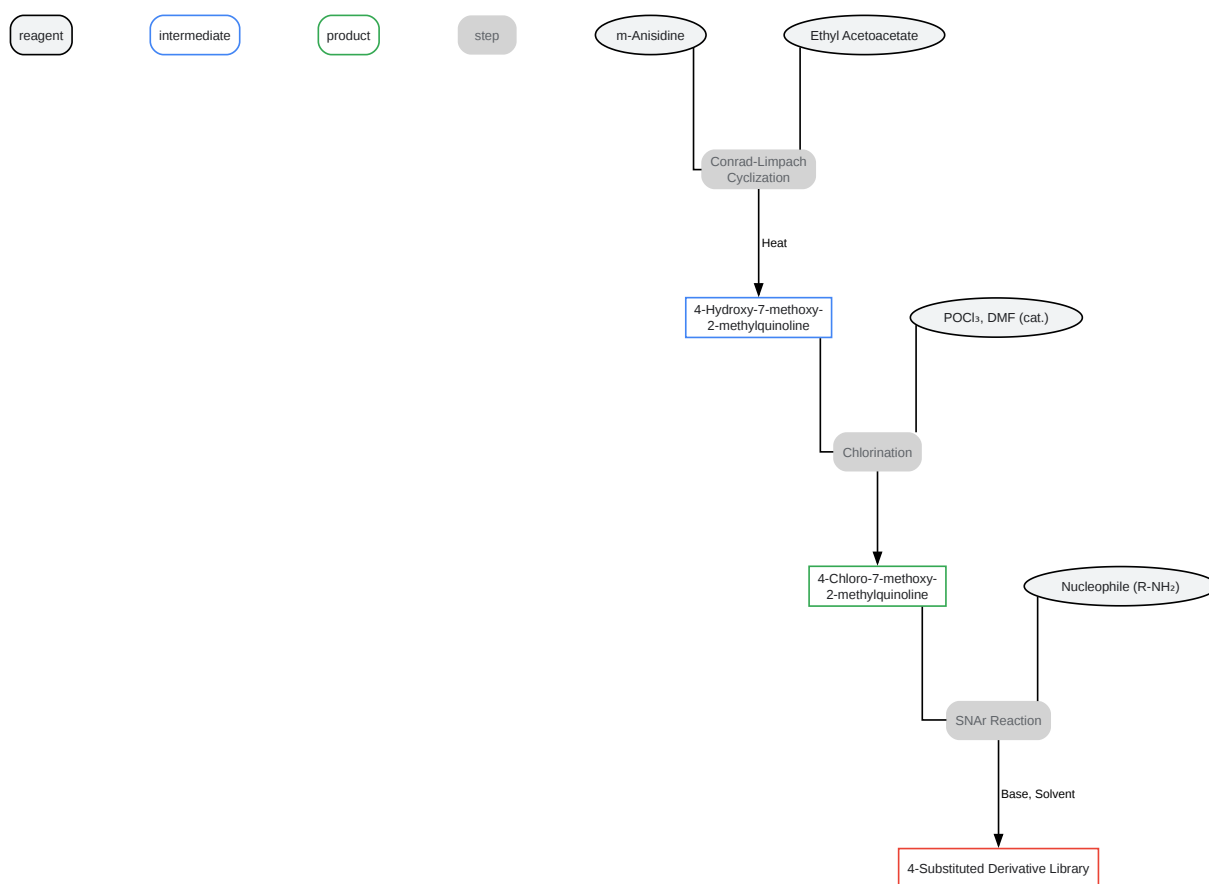 reagent
intermediate
product
step
m-Anisidine
Ethyl Acetoacetate
Conrad-Limpach
Cyclization
Heat
4-Hydroxy-7-methoxy-
2-methylquinoline
POCl₃, DMF (cat.)
Chlorination
4-Chloro-7-methoxy-
2-methylquinoline
Nucleophile (R-NH₂)
SNAr Reaction
Base, Solvent
4-Substituted Derivative Library